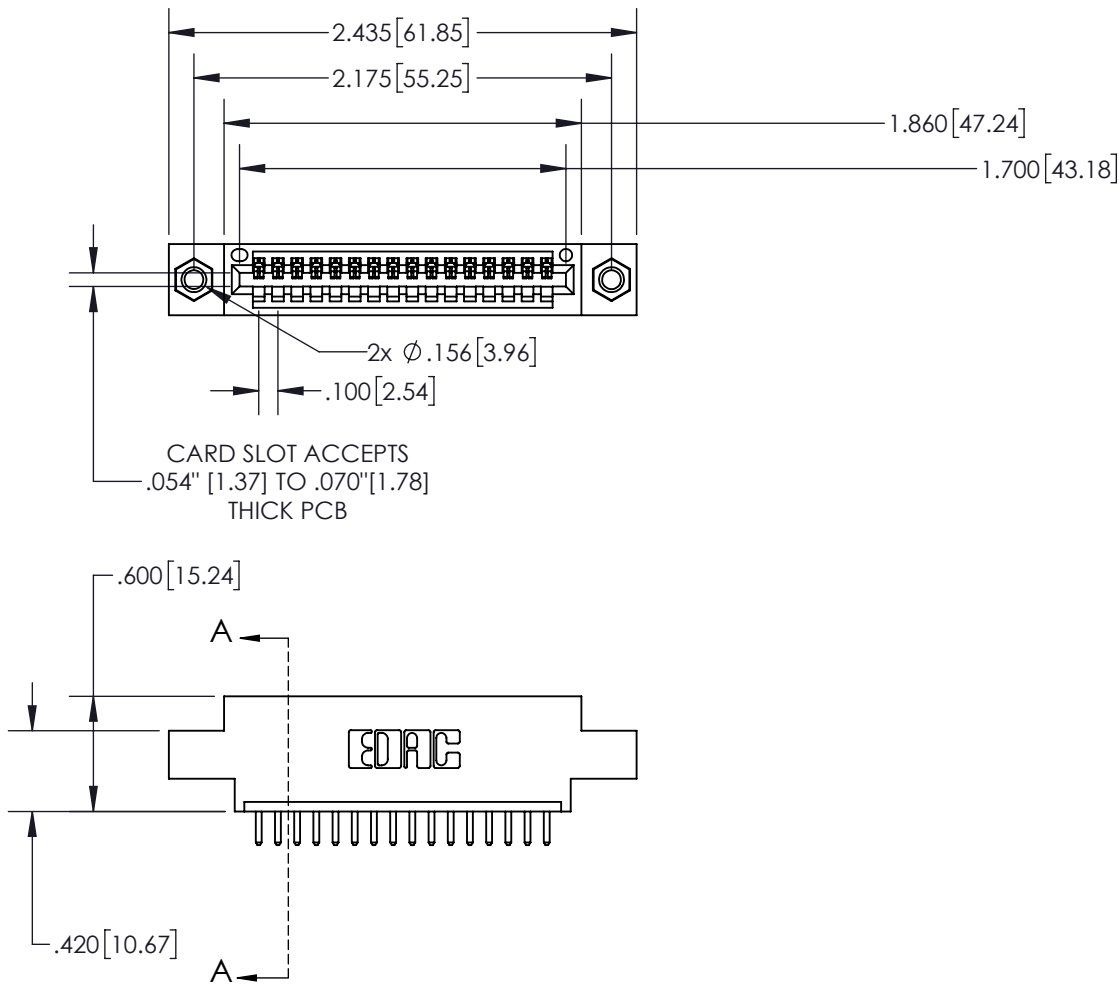 2.435[61.85]
2.175[55.25]
1.860[47.24]
1.700[43.18]
2x ∅.156[3.96]
.100[2.54]
CARD SLOT ACCEPTS
.054" [1.37] TO .070"[1.78]
THICK PCB
.600[15.24]
A
EDAC
.420[10.67]
A